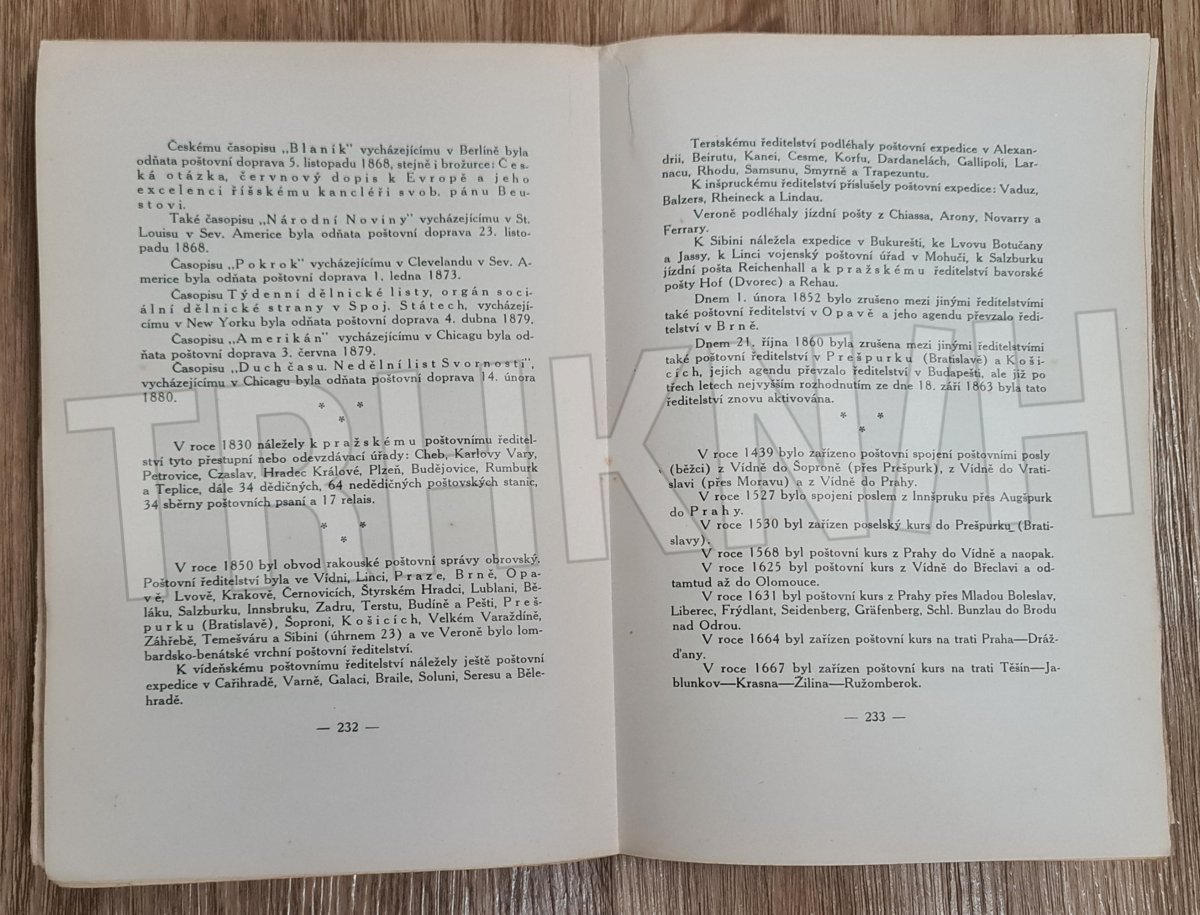 Českému časopisu „Blaník" vycházejícímu v Berlíně byla
odňata poštovní doprava 5. listopadu 1868, stejně i brožurce: Čes-
ká otázka, červnový dopis k Evropě a jeho
excelenci říšskému kancléři svob. pánu Beu-
stovi.
Také časopisu „Národní Noviny" vycházejícímu v St.
Louisu v Sev. Americe byla odňata poštovní doprava 23. listo-
padu 1868.
Časopisu „Pokrok" vycházejícímu v Clevelandu v Sev. A-
merice byla odňata poštovní doprava 1. ledna 1873.
Časopisu Týdenní dělnické listy, orgán soci-
ální dělnické strany v Spoj. Státech, vycházejí-
címu v New Yorku byla odňata poštovní doprava 4. dubna 1879.
Časopisu „Amerikán" vycházejícímu v Chicagu byla od-
ňata poštovní doprava 3. června 1879.
Časopisu „Duch času. Nedělní list Svornosti",
vycházejícímu v Chicagu byla odňata poštovní doprava 14. února
1880.
* *
*
V roce 1830 náležely k pražskému poštovnímu ředitel-
ství tyto přestupní nebo odevzdávací úřady: Cheb, Karlovy Vary,
Petrovice, Czaslav, Hradec Králové, Plzeň, Budějovice, Rumburk
a Teplice, dále 34 dědičných, 64 nedědičných poštovských stanic,
34 sběrny poštovních psaní a 17 relais.
* *
*
V roce 1850 byl obvod rakouské poštovní správy obrovský.
Poštovní ředitelství byla ve Vídni, Linci, Praze, Brně, Opa-
vě, Lvově, Krakově, Černovicích, Štyrském Hradci, Lublani, Bě-
láku, Salzburku, Innsbruku, Zadru, Terstu, Budíně a Pešti, Preš-
purku (Bratislavě), Šoproni, Košicích, Velkém Varaždíně,
Záhřebě, Temešváru a Sibini (úhrnem 23) a ve Veroně bylo lom-
bardsko-benátské vrchní poštovní ředitelství.
K vídeňskému poštovnímu ředitelství náležely ještě poštovní
expedice v Cařihradě, Varně, Galaci, Braile, Soluni, Seresu a Běle-
hradě.
— 232 —
Terstskému ředitelství podléhaly poštovní expedice v Alexan-
drii, Beirutu, Kanei, Cesme, Korfu, Dardanelách, Gallipoli, Lar-
nacu, Rhodu, Samsunu, Smyrně a Trapezuntu.
K inšpruckému ředitelství příslušely poštovní expedice: Vaduz,
Balzers, Rheineck a Lindau.
Veroně podléhaly jízdní pošty z Chiassa, Arony, Novarry a
Ferrary.
K Sibini náležela expedice v Bukurešti, ke Lvovu Botučany
a Jassy, k Linci vojenský poštovní úřad v Mohuči, k Salzburku
jízdní pošta Reichenhall a k pražskému ředitelství bavorské
pošty Hof (Dvorec) a Rehau.
Dnem 1. února 1852 bylo zrušeno mezi jinými ředitelstvími
také poštovní ředitelství v Opavě a jeho agendu převzalo ředi-
telství v Brně.
Dnem 21. října 1860 byla zrušena mezi jinými ředitelstvími
také poštovní ředitelství v Prešpurku (Bratislavě) a Koši-
cích, jejich agendu převzalo ředitelství v Budapešti, ale již po
třech letech nejvyšším rozhodnutím ze dne 18. září 1863 byla tato
ředitelství znovu aktivována.
* *
*
V roce 1439 bylo zařízeno poštovní spojení poštovními posly
(běžci) z Vídně do Šoproně (přes Prešpurk), z Vídně do Vrati-
slavi (přes Moravu) a z Vídně do Prahy.
V roce 1527 bylo spojení poslem z Innšpruku přes Augšpurk
do Prahy.
V roce 1530 byl zařízen poselský kurs do Prešpurku (Brati-
slavy).
V roce 1568 byl poštovní kurs z Prahy do Vídně a naopak.
V roce 1625 byl poštovní kurs z Vídně do Břeclavi a od-
tamtud až do Olomouce.
V roce 1631 byl poštovní kurs z Prahy přes Mladou Boleslav,
Liberec, Frýdlant, Seidenberg, Gräfenberg, Schl. Bunzlau do Brodu
nad Odrou.
V roce 1664 byl zařízen poštovní kurs na trati Praha—Dráž-
ďany.
V roce 1667 byl zařízen poštovní kurs na trati Těšín—Ja-
blunkov—Krasna—Žilina—Ružomberok.
— 233 —
TRH KNIH